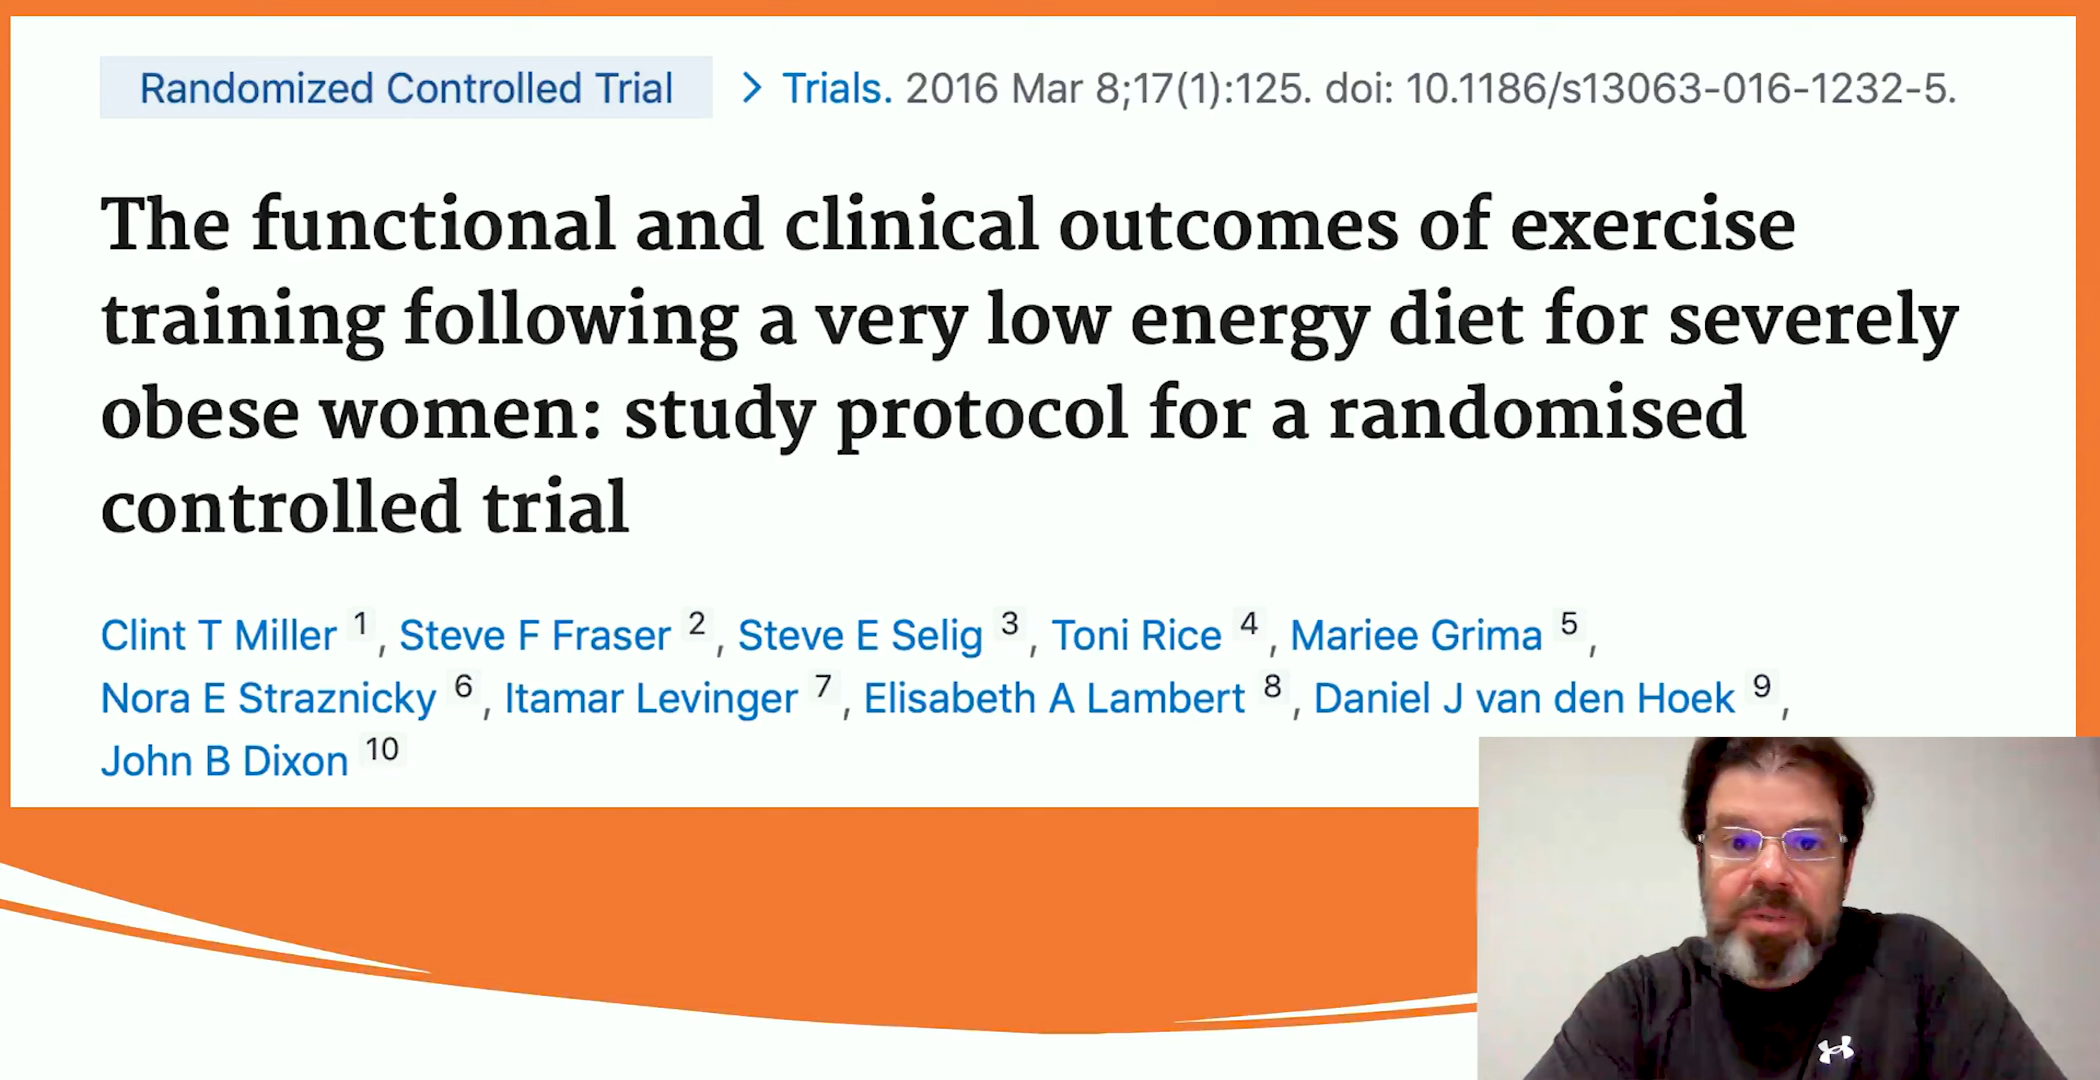 Randomized Controlled Trial > Trials. 2016 Mar 8;17(1):125. doi: 10.1186/s13063-016-1232-5.
The functional and clinical outcomes of exercise
training following a very low energy diet for severely
obese women: study protocol for a randomised
controlled trial
Clint T Miller 1, Steve F Fraser 2, Steve E Selig 3, Toni Rice 4, Mariee Grima 5,
Nora E Straznicky 6, Itamar Levinger 7, Elisabeth A Lambert 8, Daniel J van den Hoek 9,
John B Dixon 10